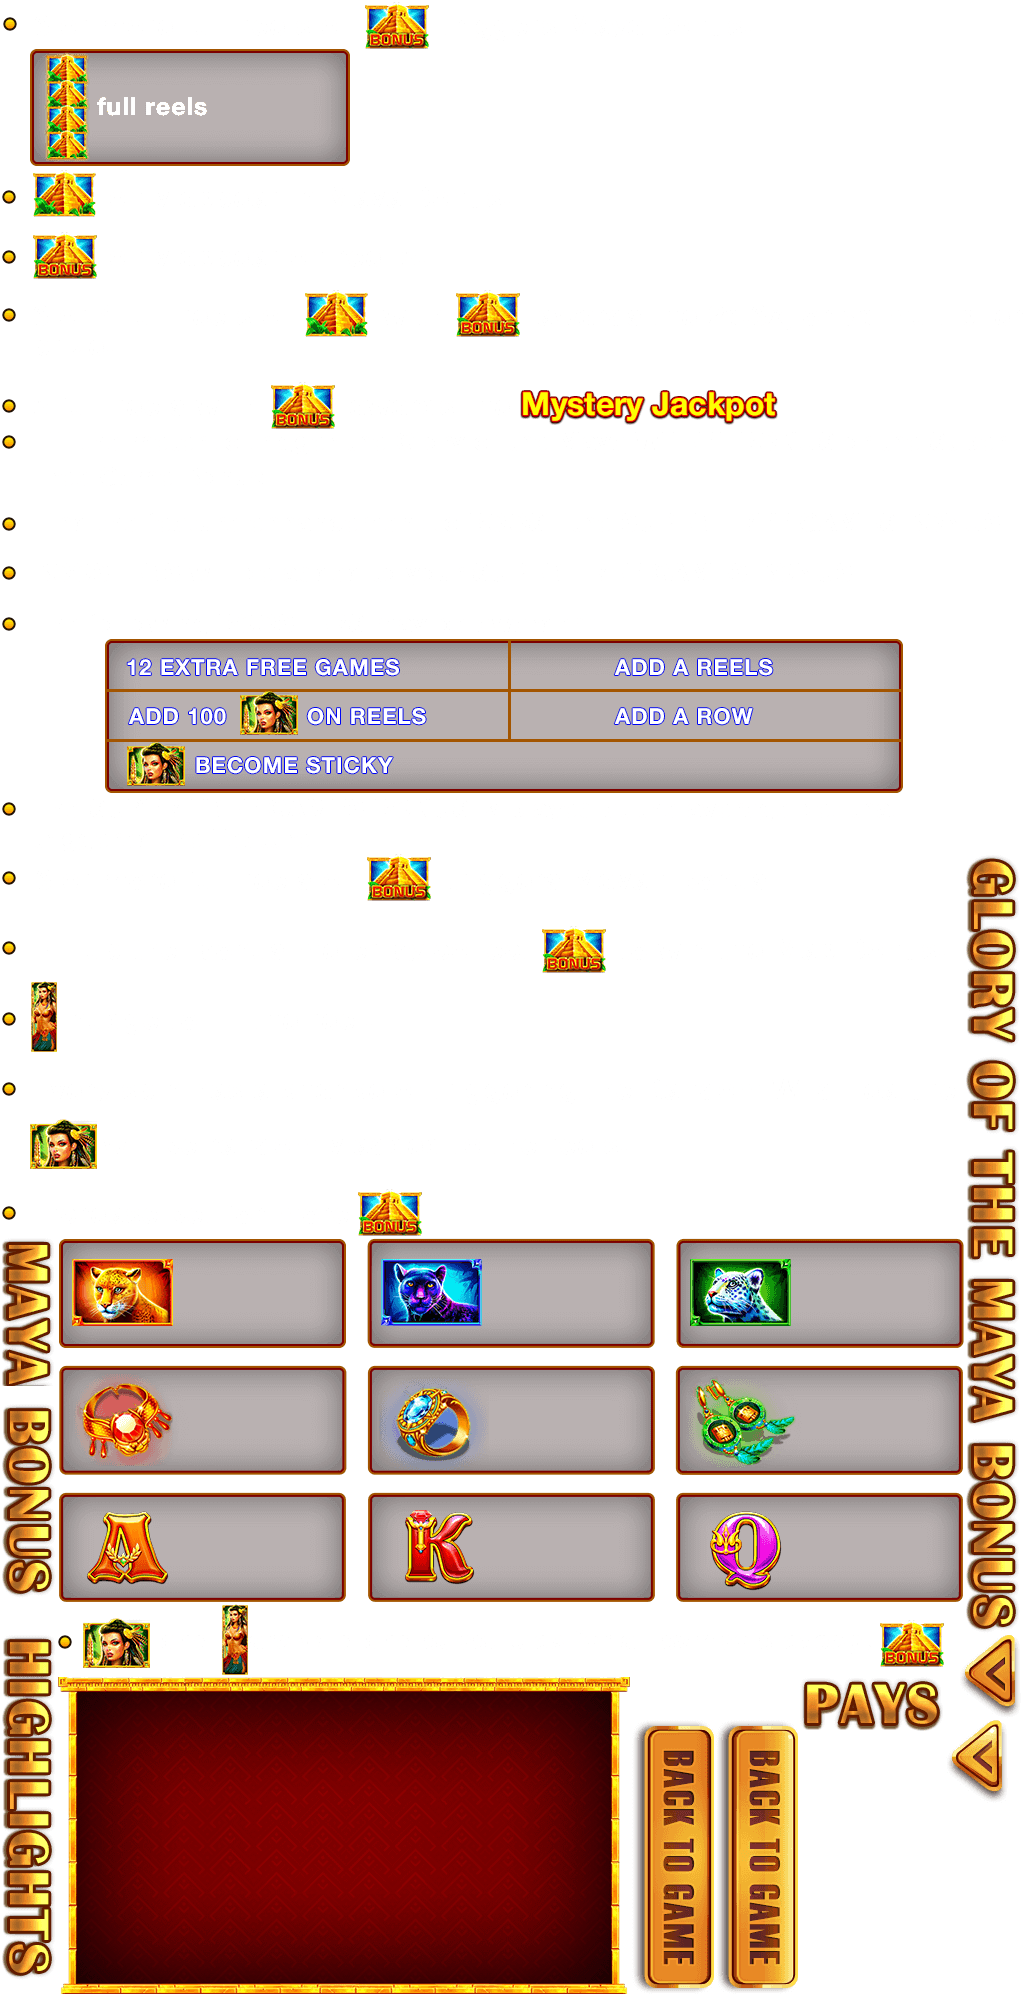 BONUS
full reels
BONUS
BONUS
BONUS
Mystery Jackpot
12 EXTRA FREE GAMES
ADD A REELS
ADD 100 ON REELS
ADD A ROW
BECOME STICKY
BONUS
BONUS
BONUS
GLORY OF THE MAYA BONUS
MAYA BONUS
A
K
Q
BONUS
HIGHLIGHTS
PAYS
BACK TO GAME
BACK TO GAME